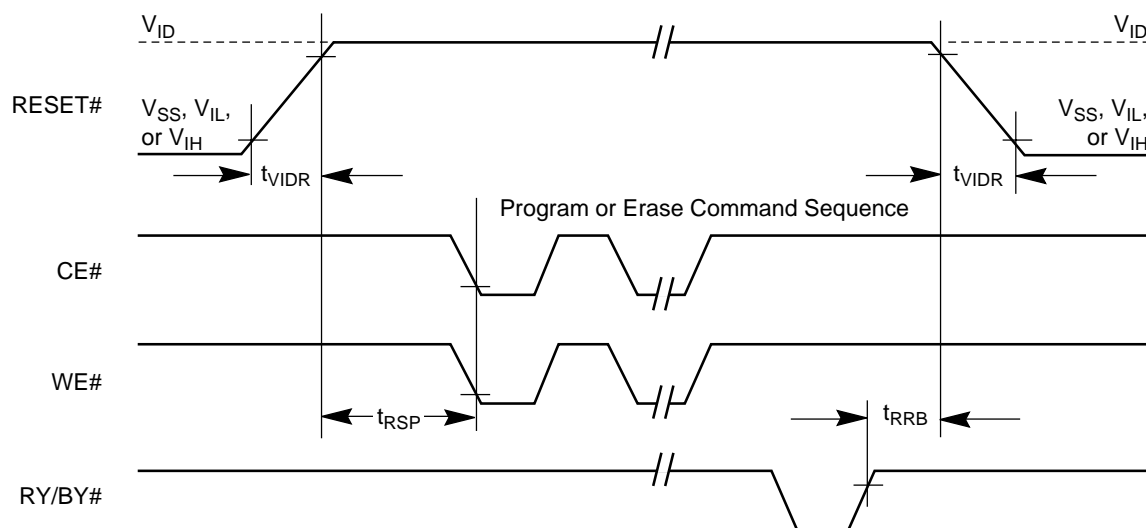 V_ID
V_ID
RESET#
V_SS, V_IL,
or V_IH
V_SS, V_IL,
or V_IH
t_VIDR
t_VIDR
Program or Erase Command Sequence
CE#
WE#
t_RSP
t_RRB
RY/BY#